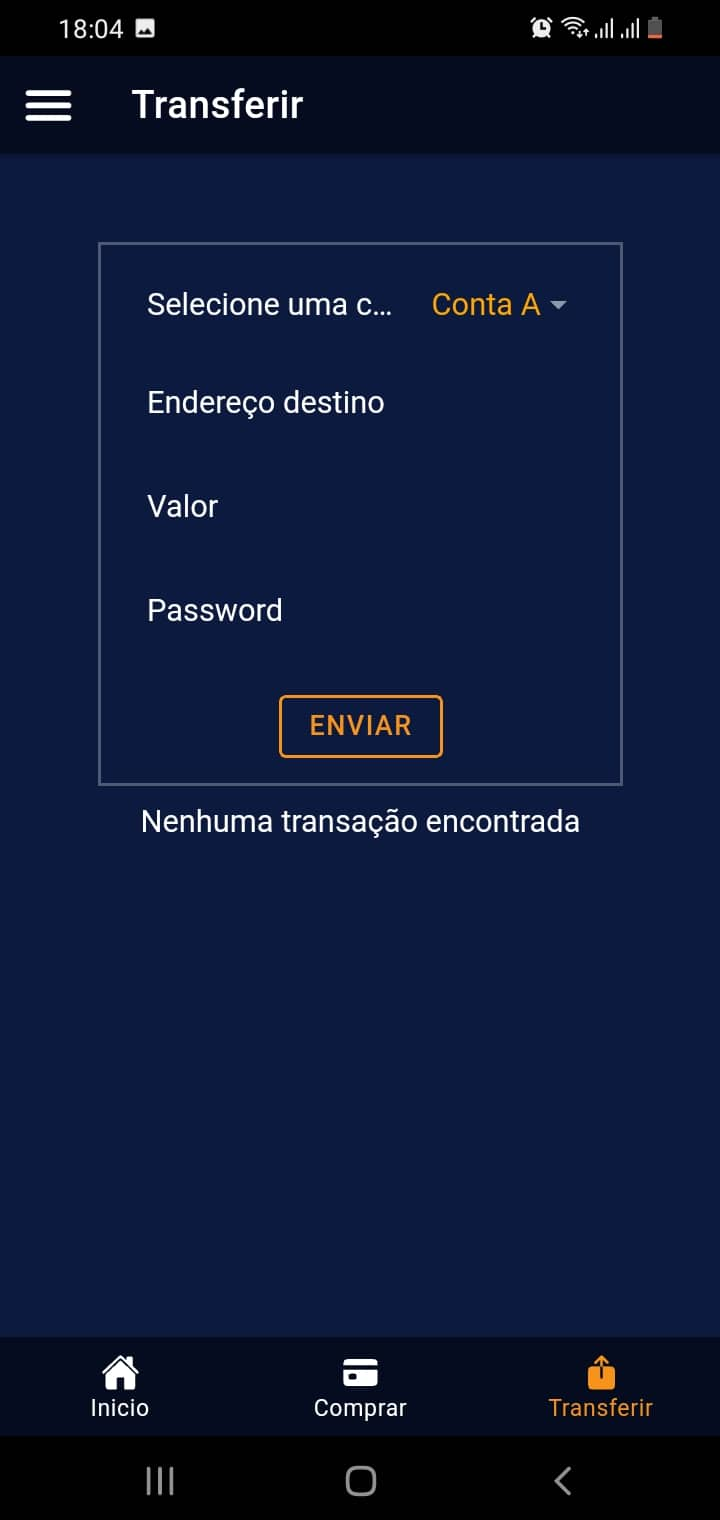 18:04
Transferir
Selecione uma c... Conta A
Endereço destino
Valor
Password
ENVIAR
Nenhuma transação encontrada
Inicio Comprar Transferir